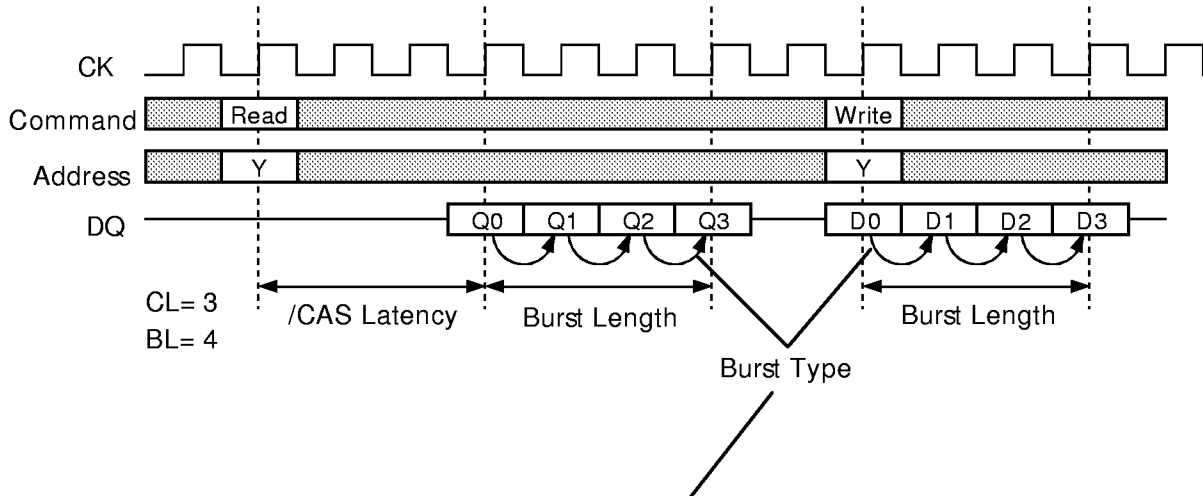 CK
Command Read Write
Address Y Y
DQ Q0 Q1 Q2 Q3 D0 D1 D2 D3
CL= 3 /CAS Latency Burst Length Burst Length
BL= 4
Burst Type